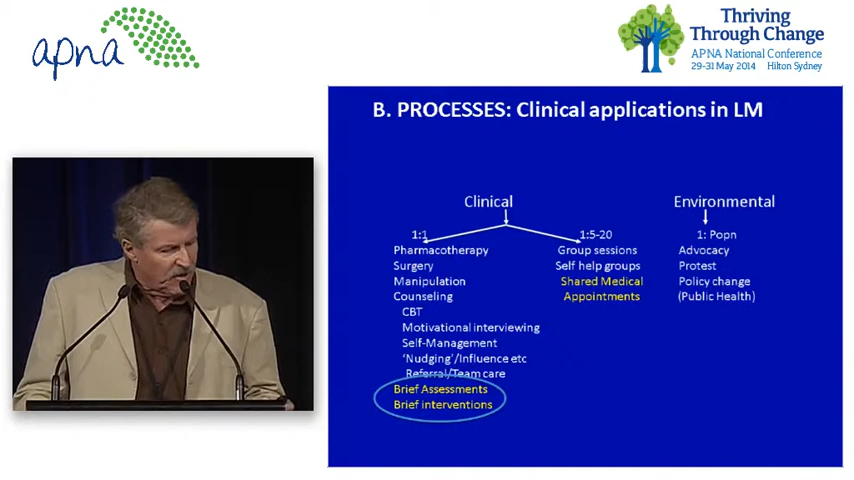 apna
Thriving
Through Change
APNA National Conference
29-31 May 2014 Hilton Sydney
B. PROCESSES: Clinical applications in LM
Clinical
1:1
Pharmacotherapy
Surgery
Manipulation
Counseling
CBT
Motivational interviewing
Self-Management
‘Nudging’/Influence etc
Referral/Team care
Brief Assessments
Brief interventions
1:5-20
Group sessions
Self help groups
Shared Medical
Appointments
Environmental
1: Popn
Advocacy
Protest
Policy change
(Public Health)